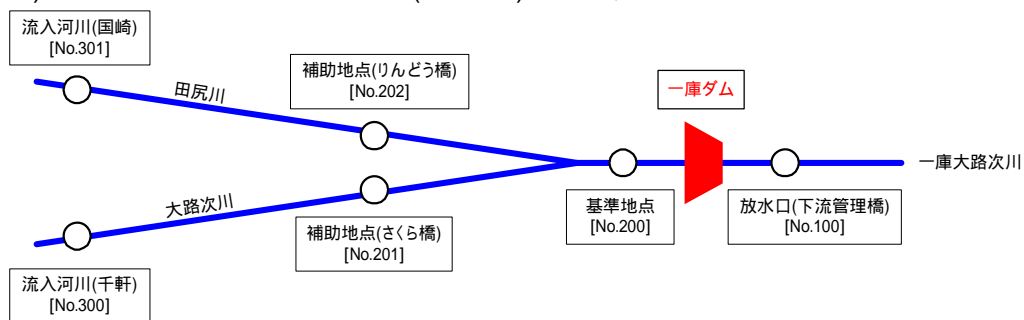 流入河川(国崎)
[No.301]
補助地点(りんどう橋)
[No.202]
一庫ダム
田尻川
一庫大路次川
大路次川
基準地点
[No.200]
放水口(下流管理橋)
[No.100]
補助地点(さくら橋)
[No.201]
流入河川(千軒)
[No.300]